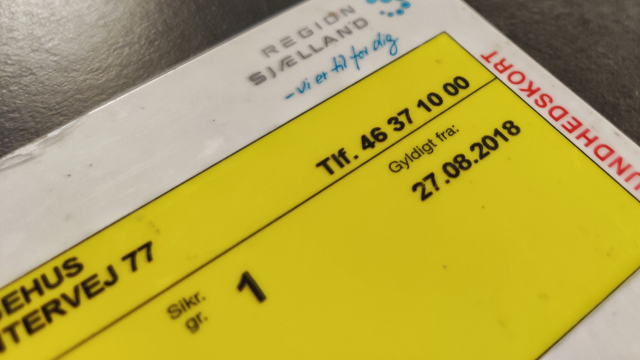 REGION
SJÆLLAND
- vi er til for dig
UNDHEDSKORT
Tlf. 46 37 10 00
Gyldigt fra:
27.08.2018
EHUS
NTERVEJ 77
Sikr.
gr.
1